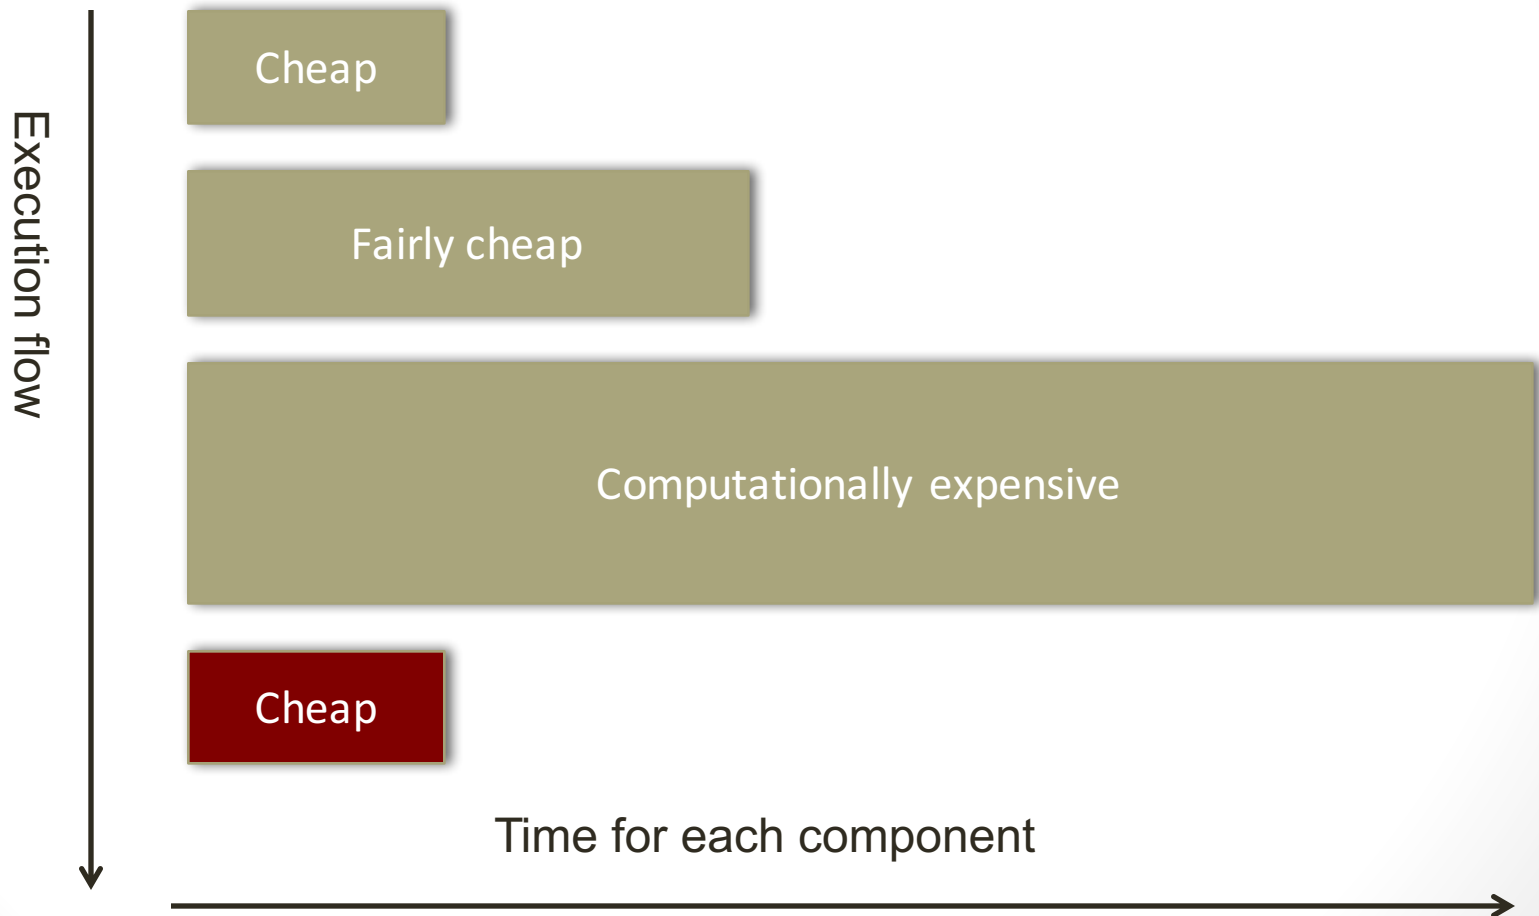 Cheap
Execution flow
Fairly cheap
Computationally expensive
Cheap
Time for each component